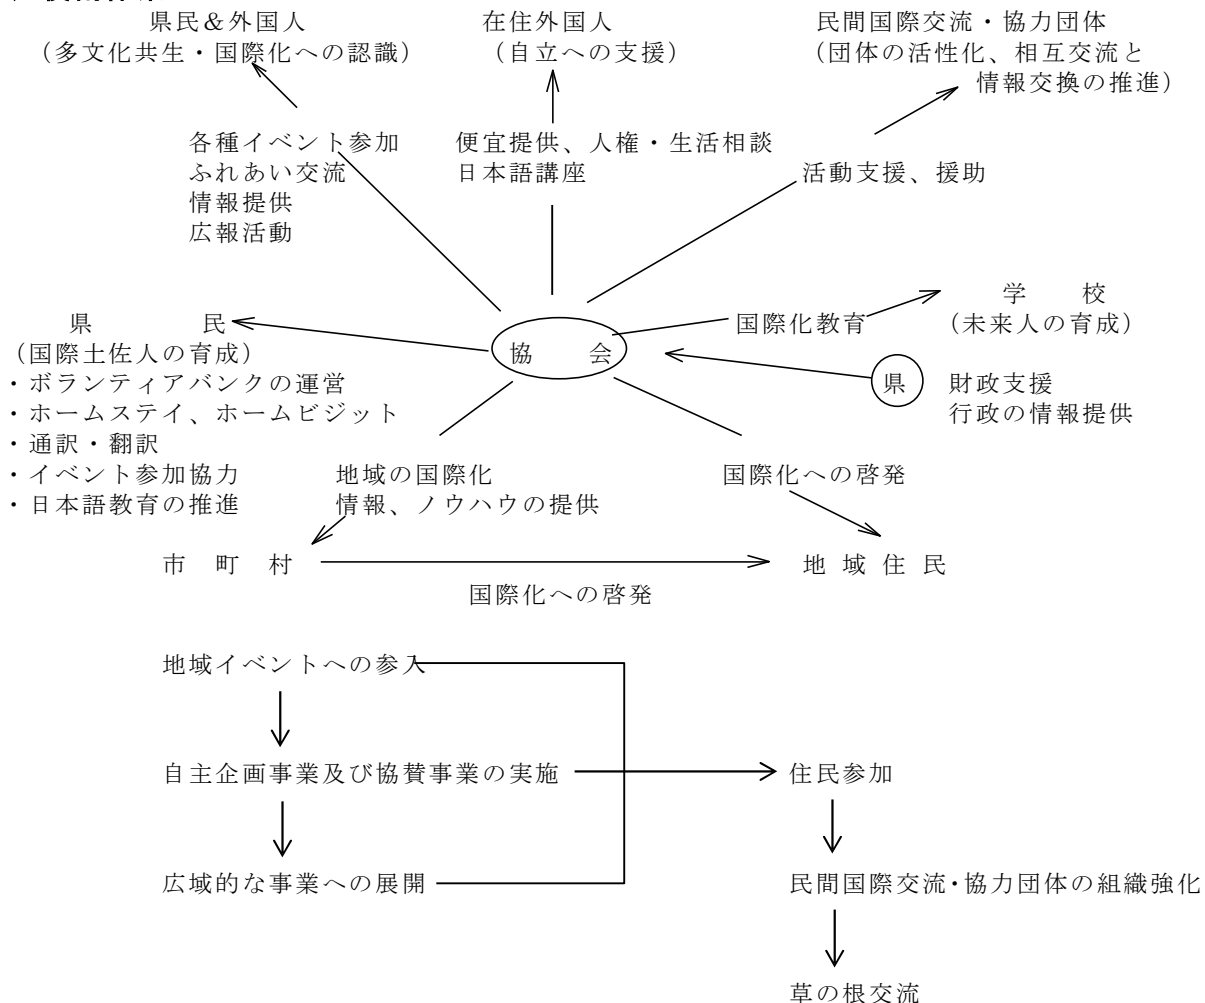 県民＆外国人
（多文化共生・国際化への認識）
在住外国人
（自立への支援）
民間国際交流・協力団体
（団体の活性化、相互交流と
情報交換の推進）
各種イベント参加
ふれあい交流
情報提供
広報活動
便宜提供、人権・生活相談
日本語講座
活動支援、援助
県　　　　民
（国際土佐人の育成）
・ボランティアバンクの運営
・ホームステイ、ホームビジット
・通訳・翻訳
・イベント参加協力
・日本語教育の推進
協　　会
国際化教育
学　　校
（未来人の育成）
県
財政支援
行政の情報提供
地域の国際化
情報、ノウハウの提供
国際化への啓発
市　町　村
地 域 住 民
国際化への啓発
地域イベントへの参入
自主企画事業及び協賛事業の実施
住民参加
広域的な事業への展開
民間国際交流・協力団体の組織強化
草の根交流